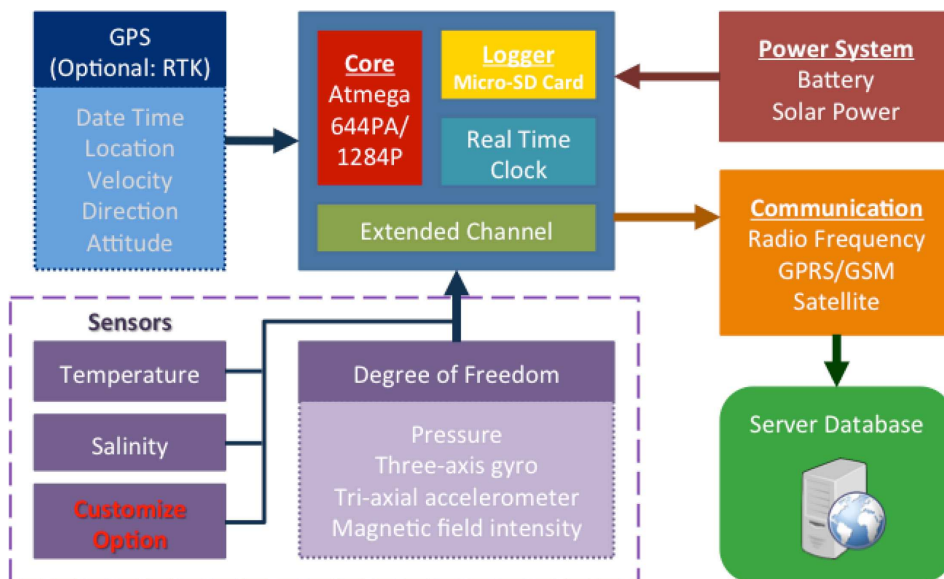 GPS
(Optional: RTK)
Date Time
Location
Velocity
Direction
Attitude
Core
Atmega
644PA/
1284P
Logger
Micro-SD Card
Real Time
Clock
Extended Channel
Power System
Battery
Solar Power
Communication
Radio Frequency
GPRS/GSM
Satellite
Sensors
Temperature
Salinity
Customize
Option
Degree of Freedom
Pressure
Three-axis gyro
Tri-axial accelerometer
Magnetic field intensity
Server Database